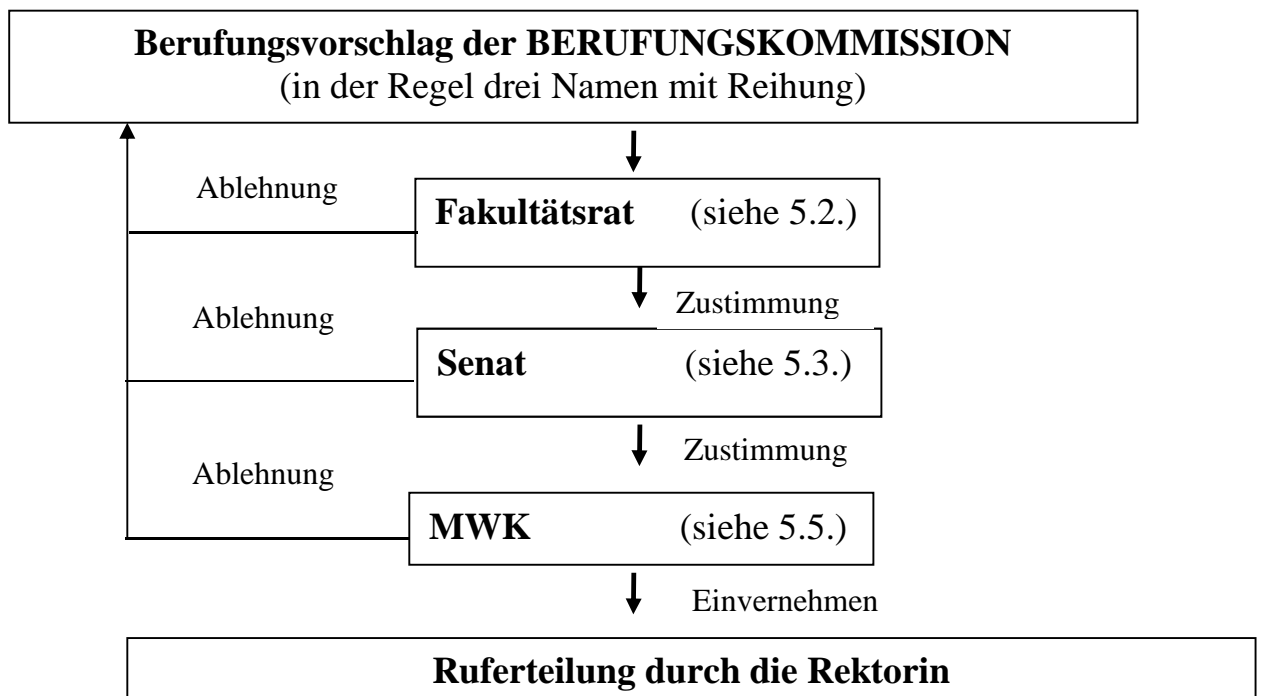 Berufungsvorschlag der BERUFUNGSKOMMISSION
(in der Regel drei Namen mit Reihung)
Ablehnung
Fakultätsrat (siehe 5.2.)
Zustimmung
Ablehnung
Senat (siehe 5.3.)
Zustimmung
Ablehnung
MWK (siehe 5.5.)
Einvernehmen
Ruferteilung durch die Rektorin